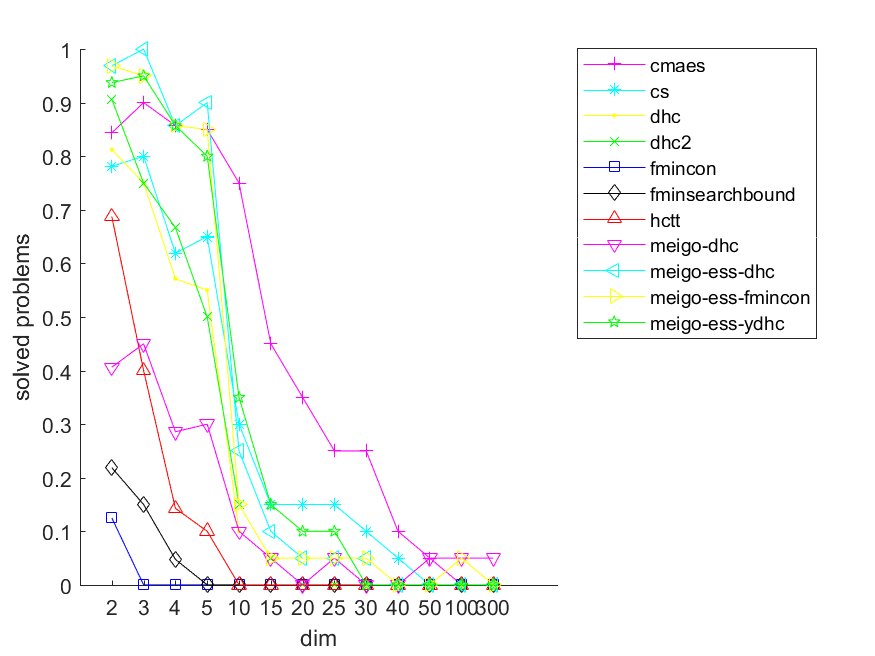 1
0.9
0.8
0.7
0.6
0.5
0.4
0.3
0.2
0.1
0
solved problems
2 3 4 5 10 15 20 25 30 40 50 100 300
dim
cmaes
cs
dhc
dhc2
fmincon
fminsearchbound
hctt
meigo-dhc
meigo-ess-dhc
meigo-ess-fmincon
meigo-ess-ydhc